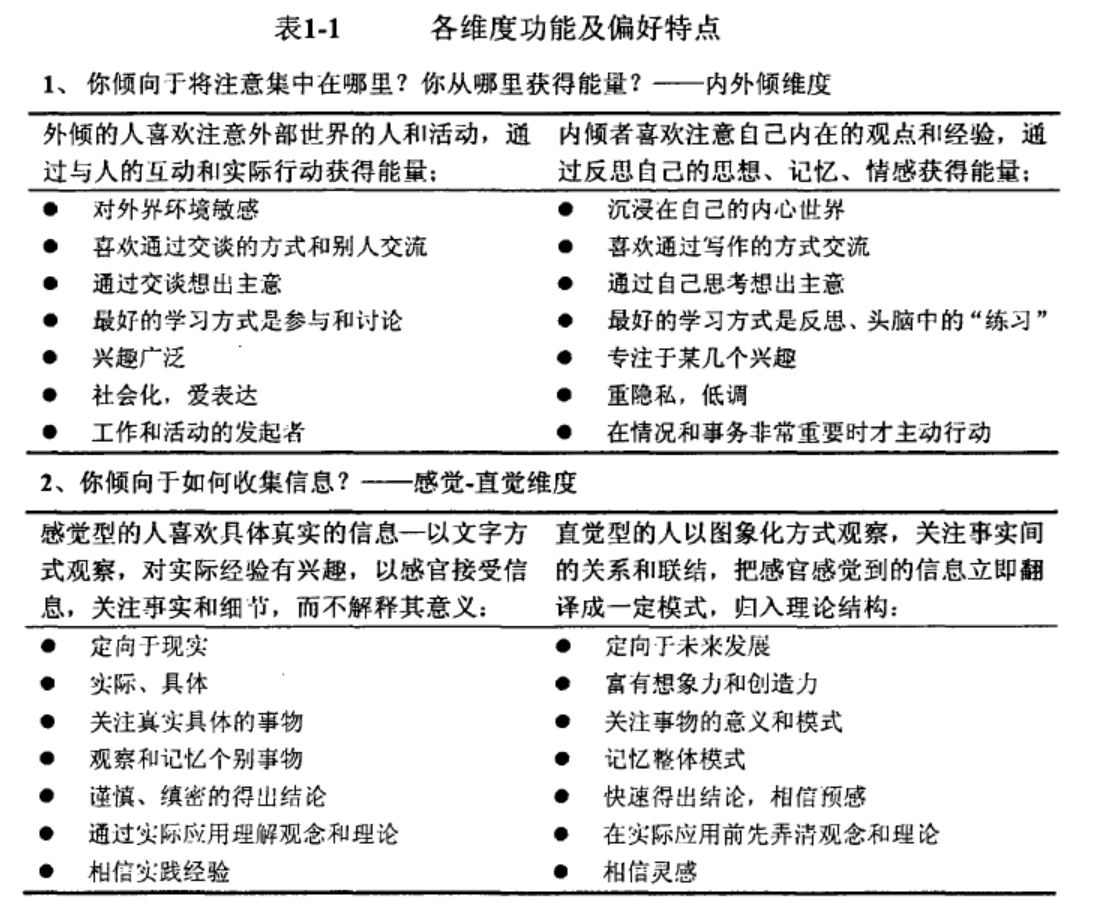 表1-1 各维度功能及偏好特点
1、 你倾向于将注意集中在哪里？你从哪里获得能量？——内外倾维度
外倾的人喜欢注意外部世界的人和活动，通
过与人的互动和实际行动获得能量：
内倾者喜欢注意自己内在的观点和经验，通
过反思自己的思想、记忆、情感获得能量：
● 对外界环境敏感
● 喜欢通过交谈的方式和别人交流
● 通过交谈想出主意
● 最好的学习方式是参与和讨论
● 兴趣广泛
● 社会化，爱表达
● 工作和活动的发起者
● 沉浸在自己的内心世界
● 喜欢通过写作的方式交流
● 通过自己思考想出主意
● 最好的学习方式是反思、头脑中的“练习”
● 专注于某几个兴趣
● 重隐私，低调
● 在情况和事务非常重要时才主动行动
2、你倾向于如何收集信息？——感觉-直觉维度
感觉型的人喜欢具体真实的信息—以文字方
式观察，对实际经验有兴趣，以感官接受信
息，关注事实和细节，而不解释其意义：
直觉型的人以图象化方式观察，关注事实间
的关系和联结，把感官感觉到的信息立即翻
译成一定模式，归入理论结构：
● 定向于现实
● 实际、具体
● 关注真实具体的事物
● 观察和记忆个别事物
● 谨慎、缜密的得出结论
● 通过实际应用理解观念和理论
● 相信实践经验
● 定向于未来发展
● 富有想象力和创造力
● 关注事物的意义和模式
● 记忆整体模式
● 快速得出结论，相信预感
● 在实际应用前先弄清观念和理论
● 相信灵感